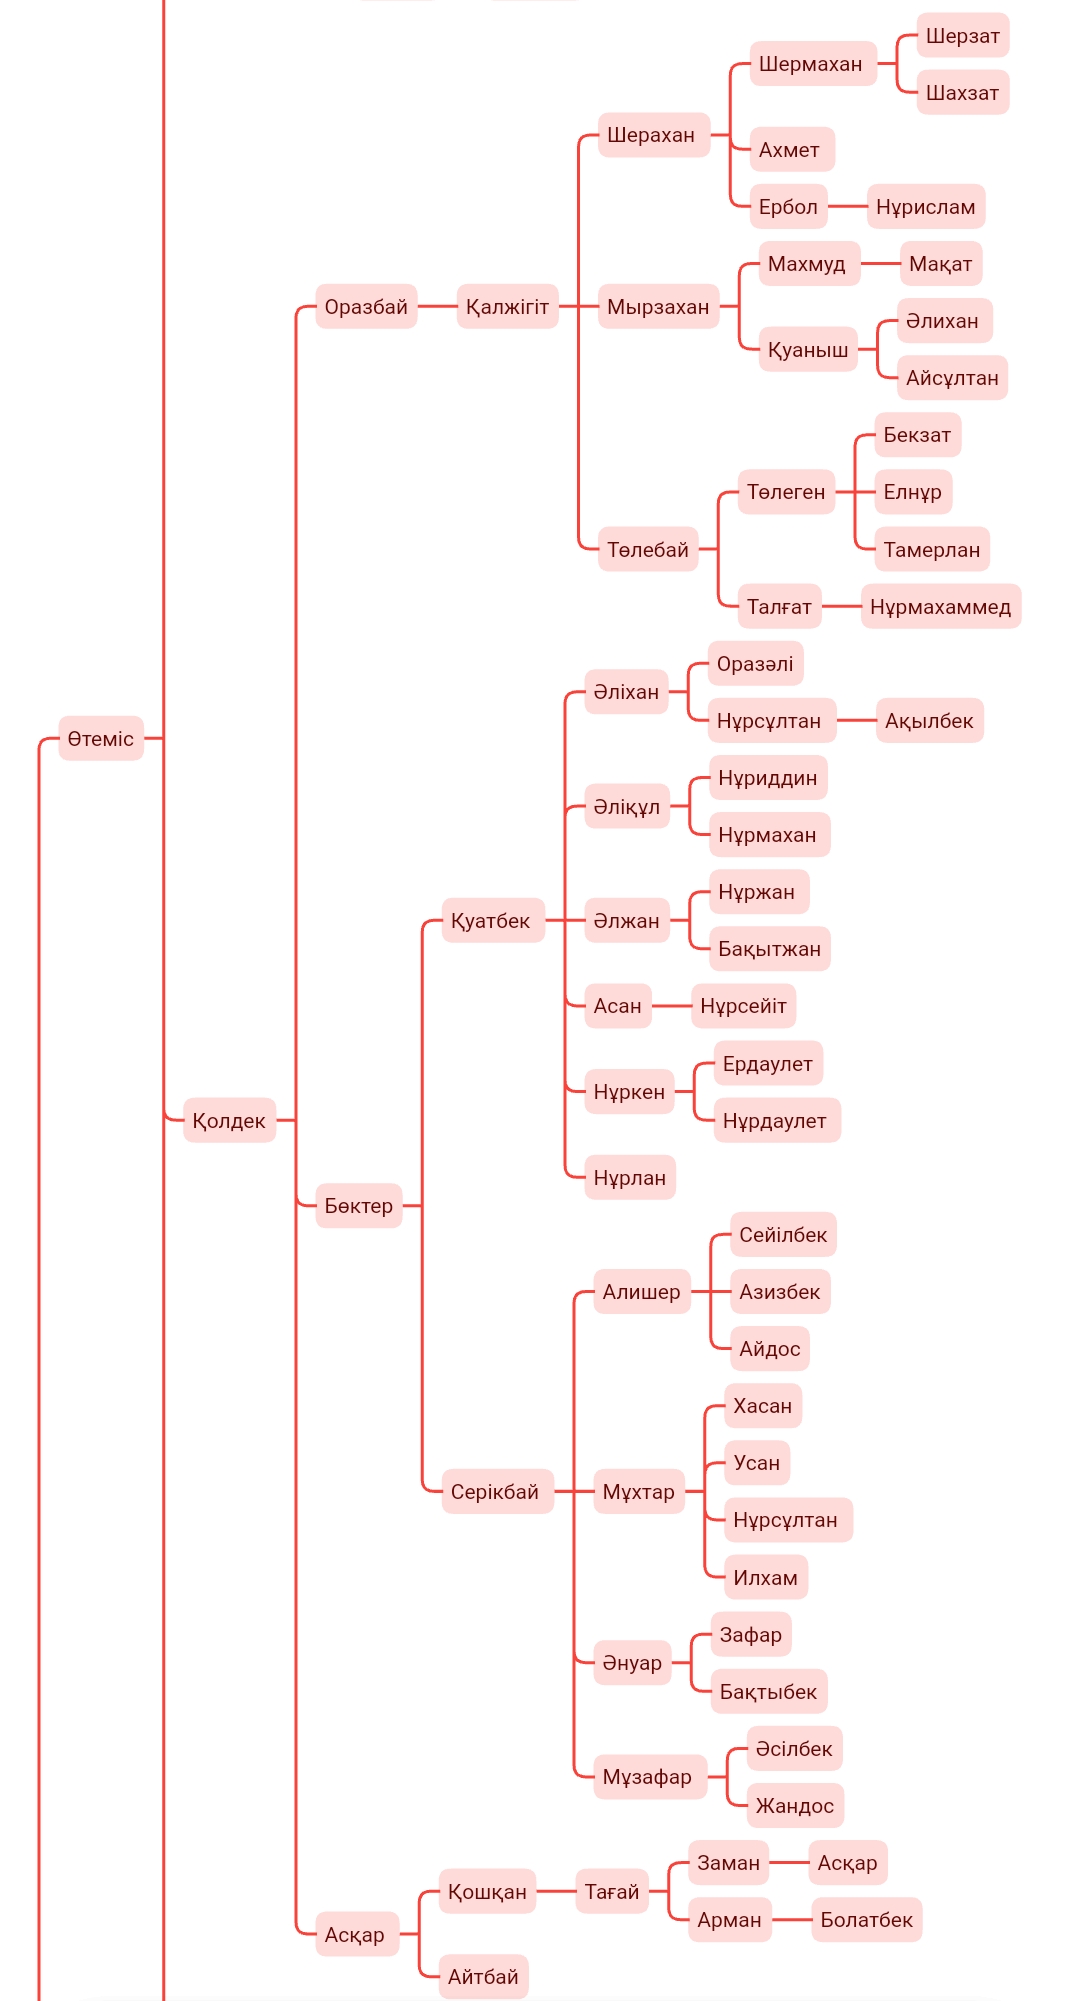 Шерзат
Шермахан
Шахзат
Шерахан
Ахмет
Ербол
Нұрислам
Махмуд
Мақат
Оразбай
Қалжігіт
Мырзахан
Әлихан
Қуаныш
Айсұлтан
Бекзат
Төлеген
Елнұр
Төлебай
Тамерлан
Талғат
Нұрмахаммед
Оразәлі
Әліхан
Нұрсұлтан
Ақылбек
Өтеміс
Нұриддин
Әліқұл
Нұрмахан
Нұржан
Қуатбек
Әлжан
Бақытжан
Асан
Нұрсейіт
Ердаулет
Нұркен
Нұрдаулет
Қолдек
Нұрлан
Бөктер
Сейілбек
Алишер
Азизбек
Айдос
Хасан
Усан
Серікбай
Мұхтар
Нұрсұлтан
Илхам
Зафар
Әнуар
Бақтыбек
Әсілбек
Мұзафар
Жандос
Заман
Асқар
Қошқан
Тағай
Арман
Болатбек
Асқар
Айтбай